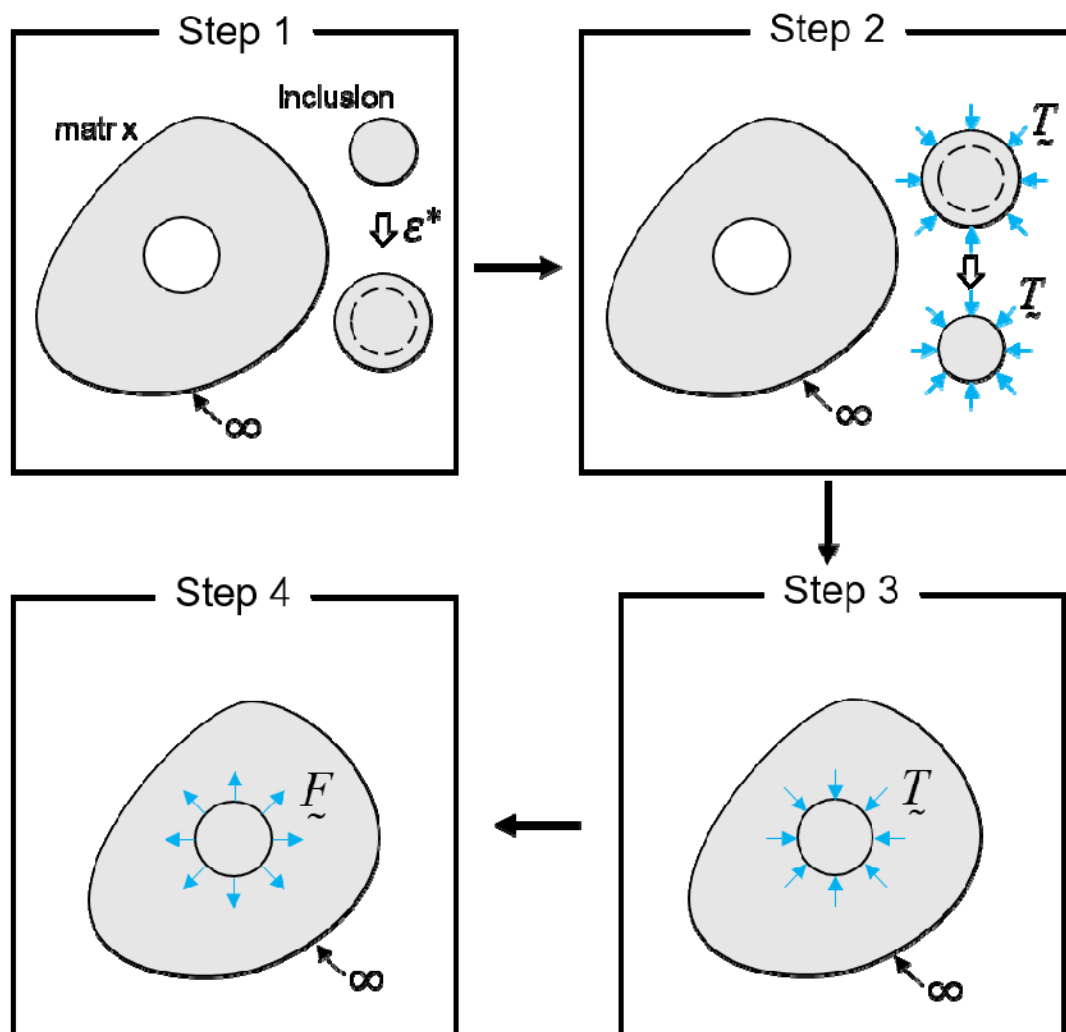 Step 1
Inclusion
matr x
ε*
∞
Step 2
T
T
∞
Step 4
F
∞
Step 3
T
∞